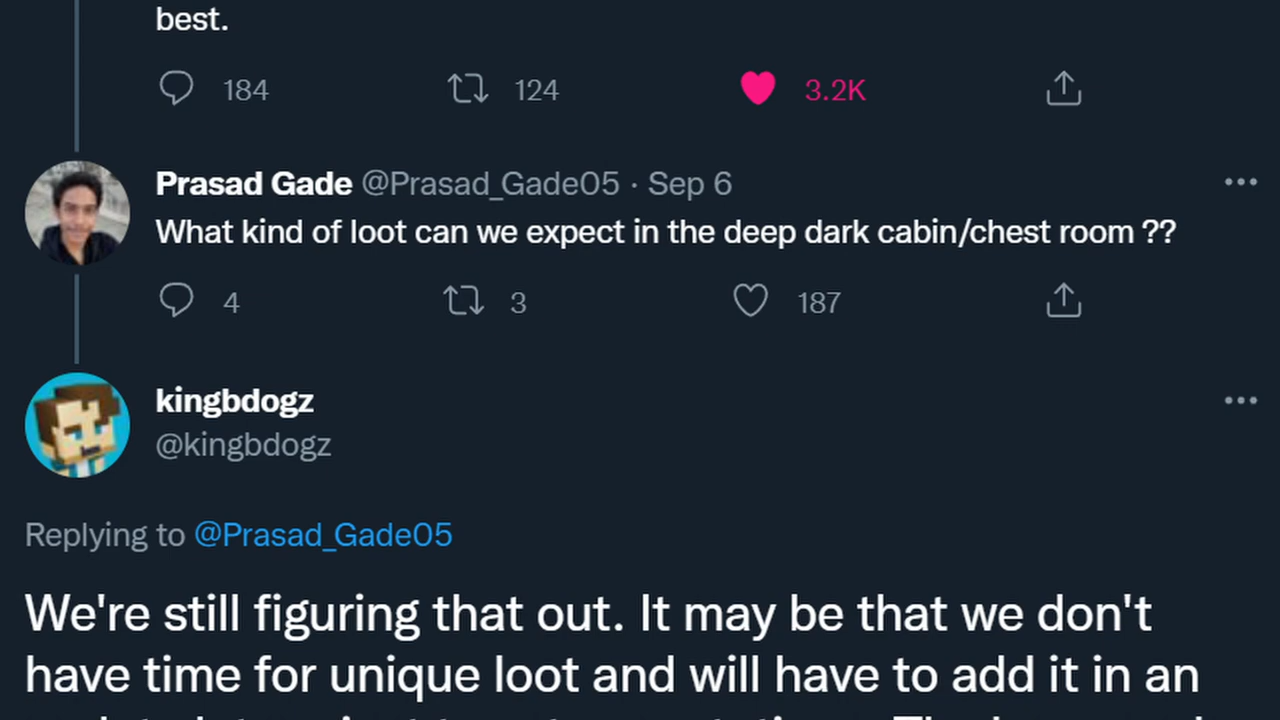 best.
184 124 3.2K
Prasad Gade @Prasad_Gade05 · Sep 6
What kind of loot can we expect in the deep dark cabin/chest room ??
4 3 187
kingbdogz
@kingbdogz
Replying to @Prasad_Gade05
We're still figuring that out. It may be that we don't
have time for unique loot and will have to add it in an